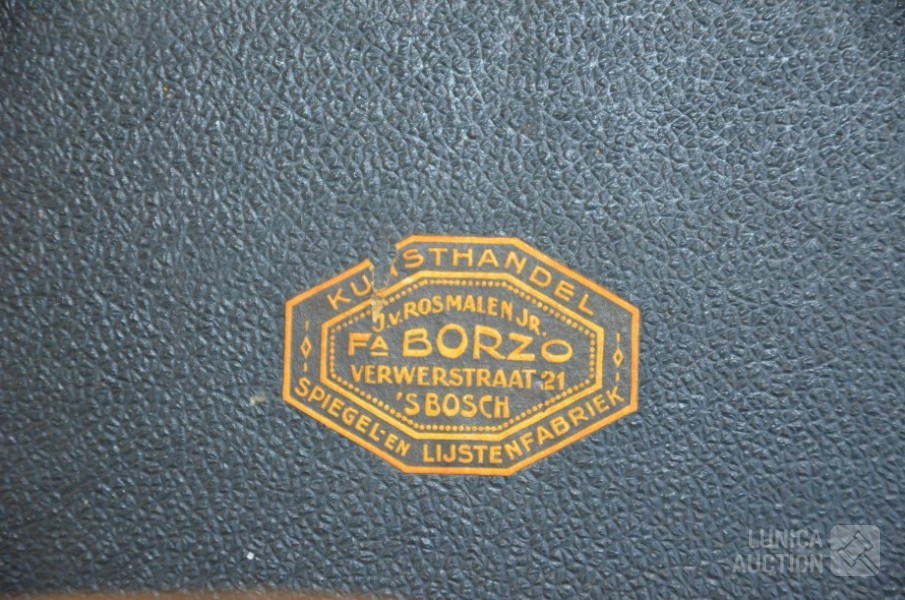 KUNSTHANDEL
J.v. ROSMALEN JR.
FA BORZO
VERWERSTRAAT 21
'S BOSCH
SPIEGEL-EN LIJSTENFABRIEK
LUNICA
AUCTION